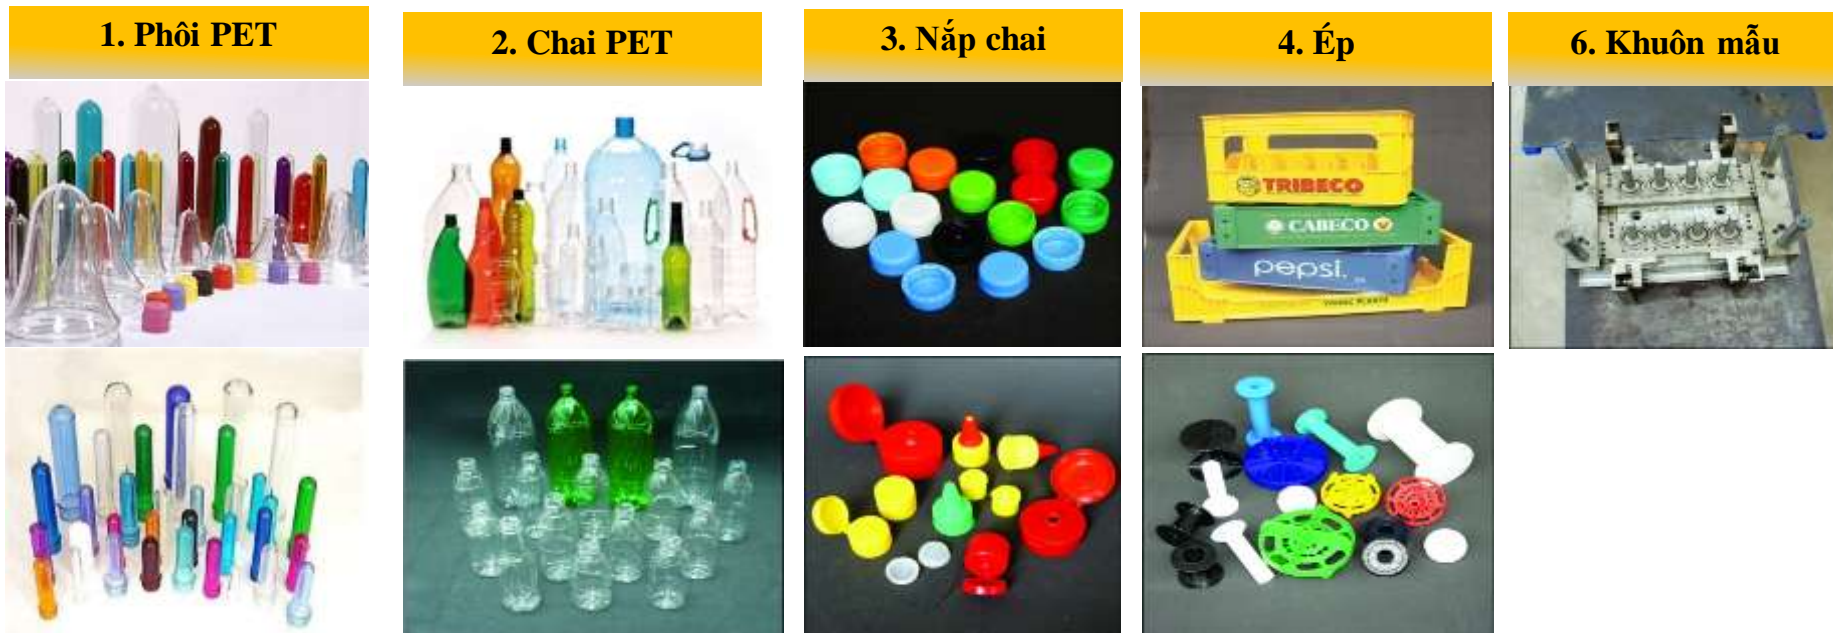 1. Phôi PET
2. Chai PET
3. Nắp chai
4. Ép
6. Khuôn mẫu
TRIBECO
CABECO
pepsi.